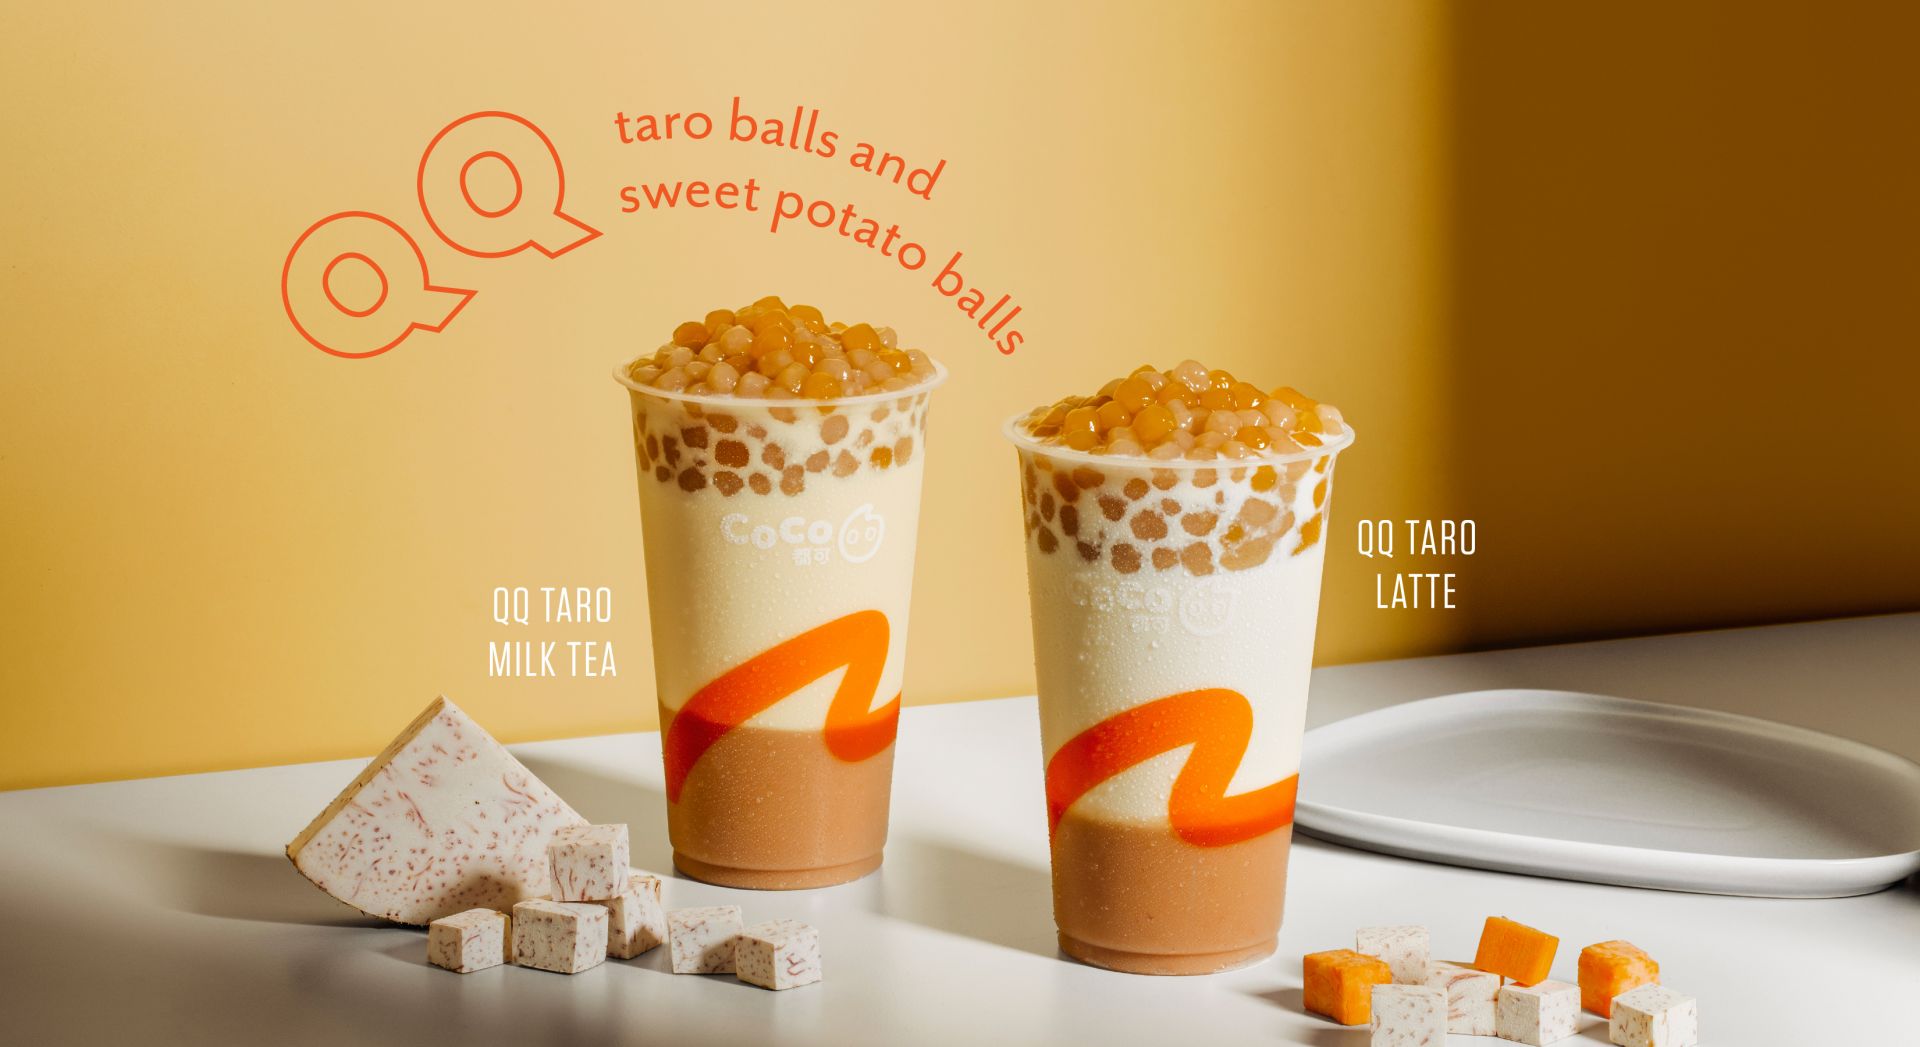 QQ
taro balls and
sweet potato balls
CoCo
都可
QQ TARO
MILK TEA
CoCo
都可
QQ TARO
LATTE